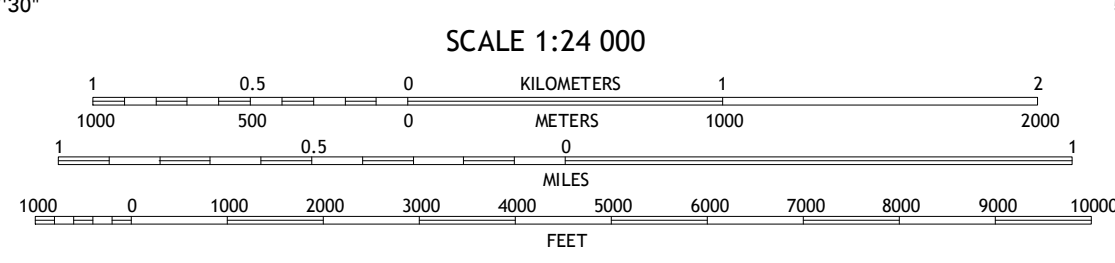 "30"
SCALE 1:24 000
1 0.5 0 KILOMETERS 1 2
1000 500 0 METERS 1000 2000
1 0.5 0 1
MILES
1000 0 1000 2000 3000 4000 5000 6000 7000 8000 9000 10000
FEET